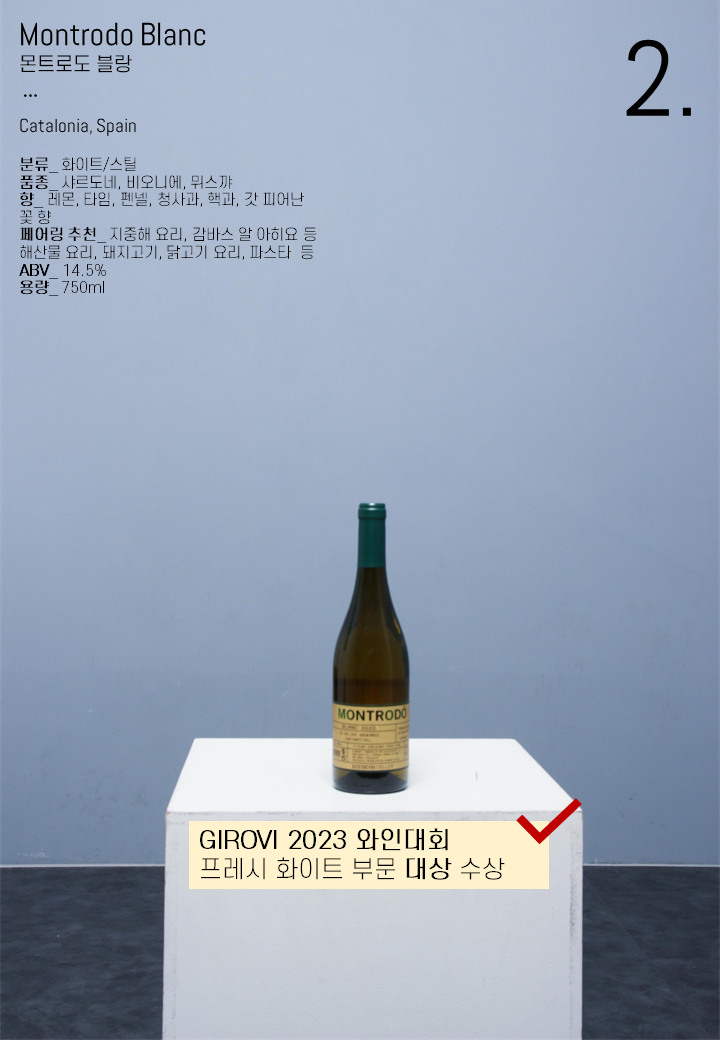 Montrodo Blanc
몬트로도 블랑
...
2.
Catalonia, Spain
분류_ 화이트/스틸
품종_ 샤르도네, 비오니에, 뮈스꺄
향_ 레몬, 타임, 펜넬, 청사과, 핵과, 갓 피어난
꽃 향
페어링 추천_ 지중해 요리, 감바스 알 아히요 등
해산물 요리, 돼지고기, 닭고기 요리, 파스타 등
ABV_ 14.5%
용량_ 750ml
MONTRODÓ
BLANC 2022
GIROVI 2023 와인대회
프레시 화이트 부문 대상 수상